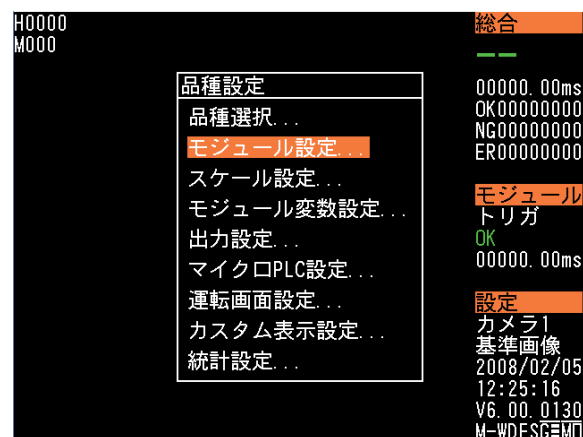 H0000
M000
品種設定
品種選択...
モジュール設定...
スケール設定...
モジュール変数設定...
出力設定...
マイクロPLC設定...
運転画面設定...
カスタム表示設定...
統計設定...
総合
--
00000.00ms
OK00000000
NG00000000
ER00000000
モジュール
トリガ
OK
00000.00ms
設定
カメラ1
基準画像
2008/02/05
12:25:16
V6.00.0130